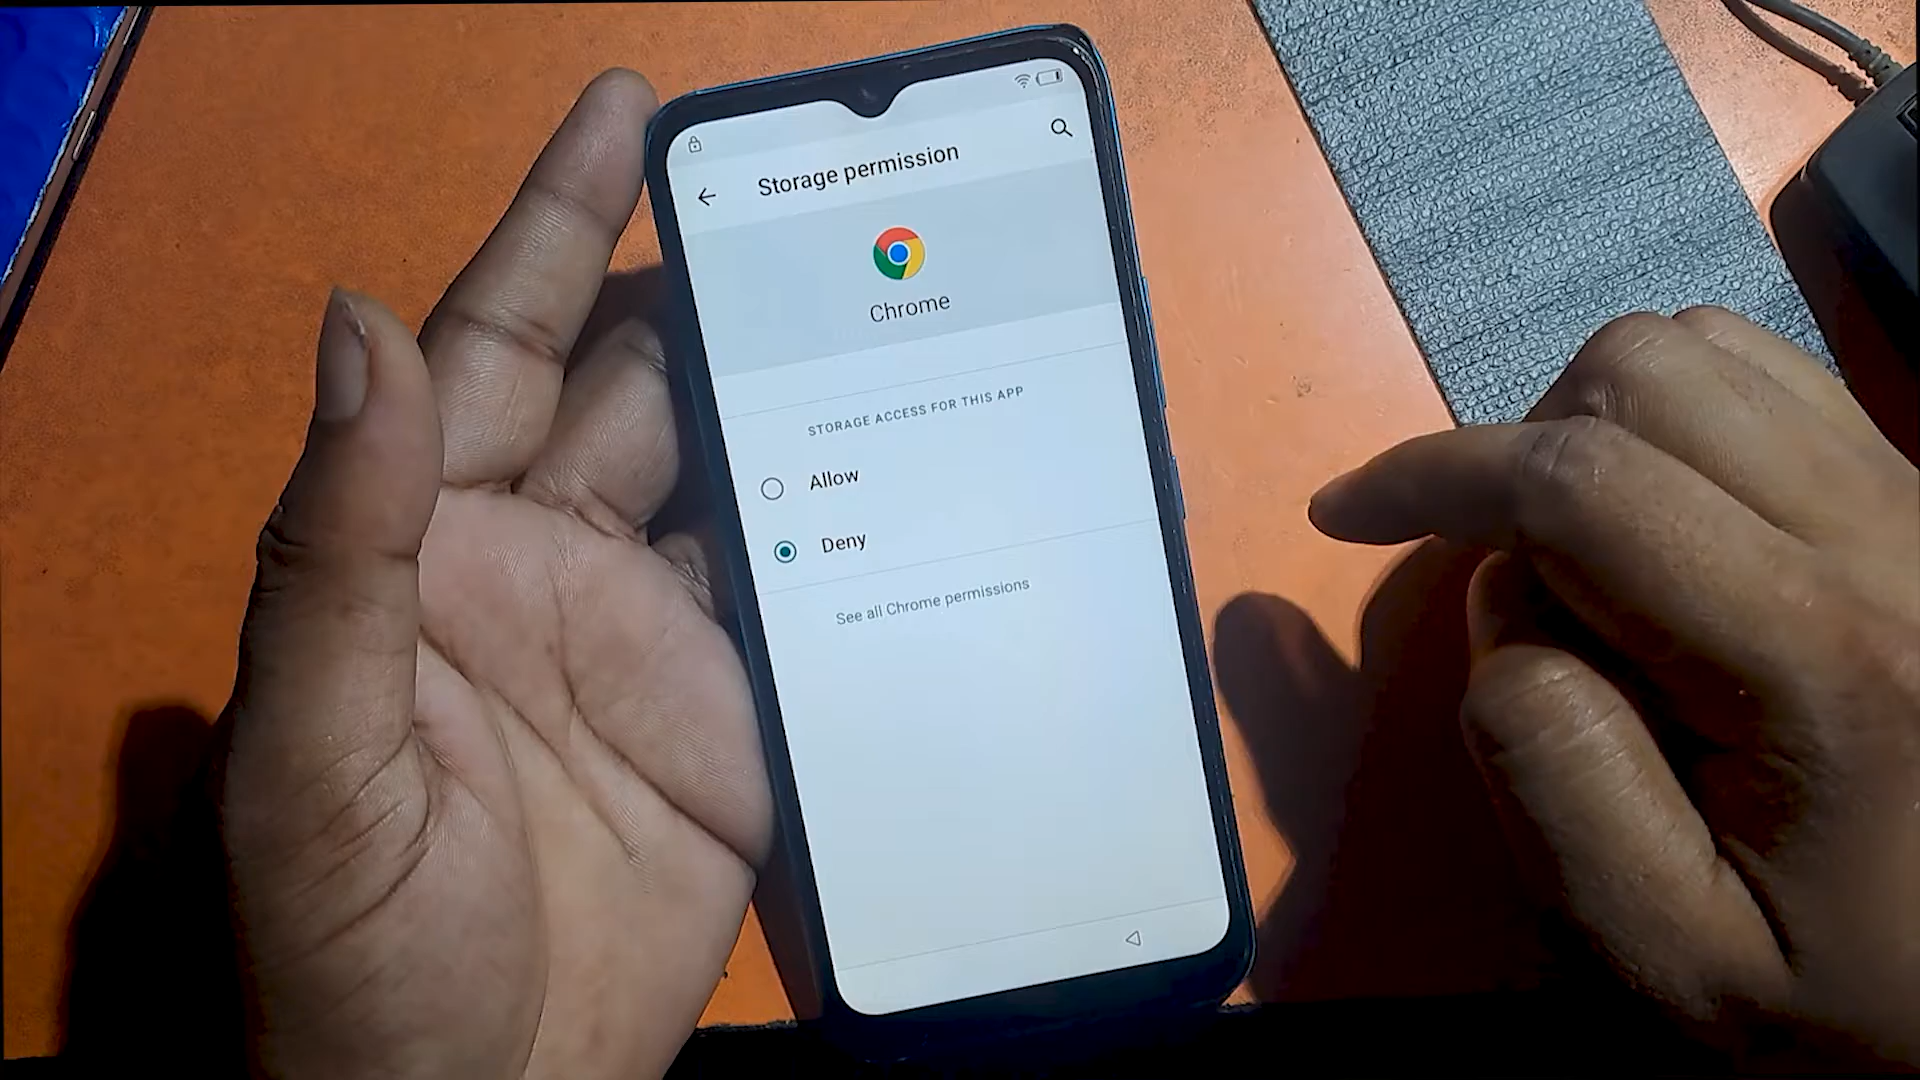 Storage permission
Chrome
STORAGE ACCESS FOR THIS APP
Allow
Deny
See all Chrome permissions